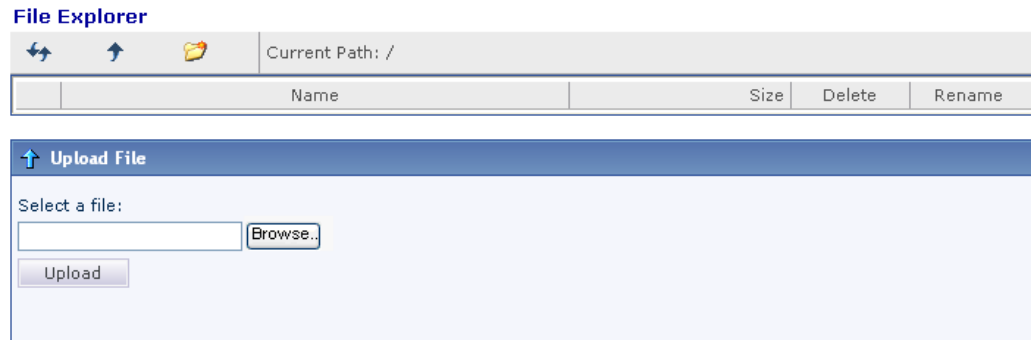 File Explorer
Current Path: /
Name Size Delete Rename
Upload File
Select a file:
Browse..
Upload